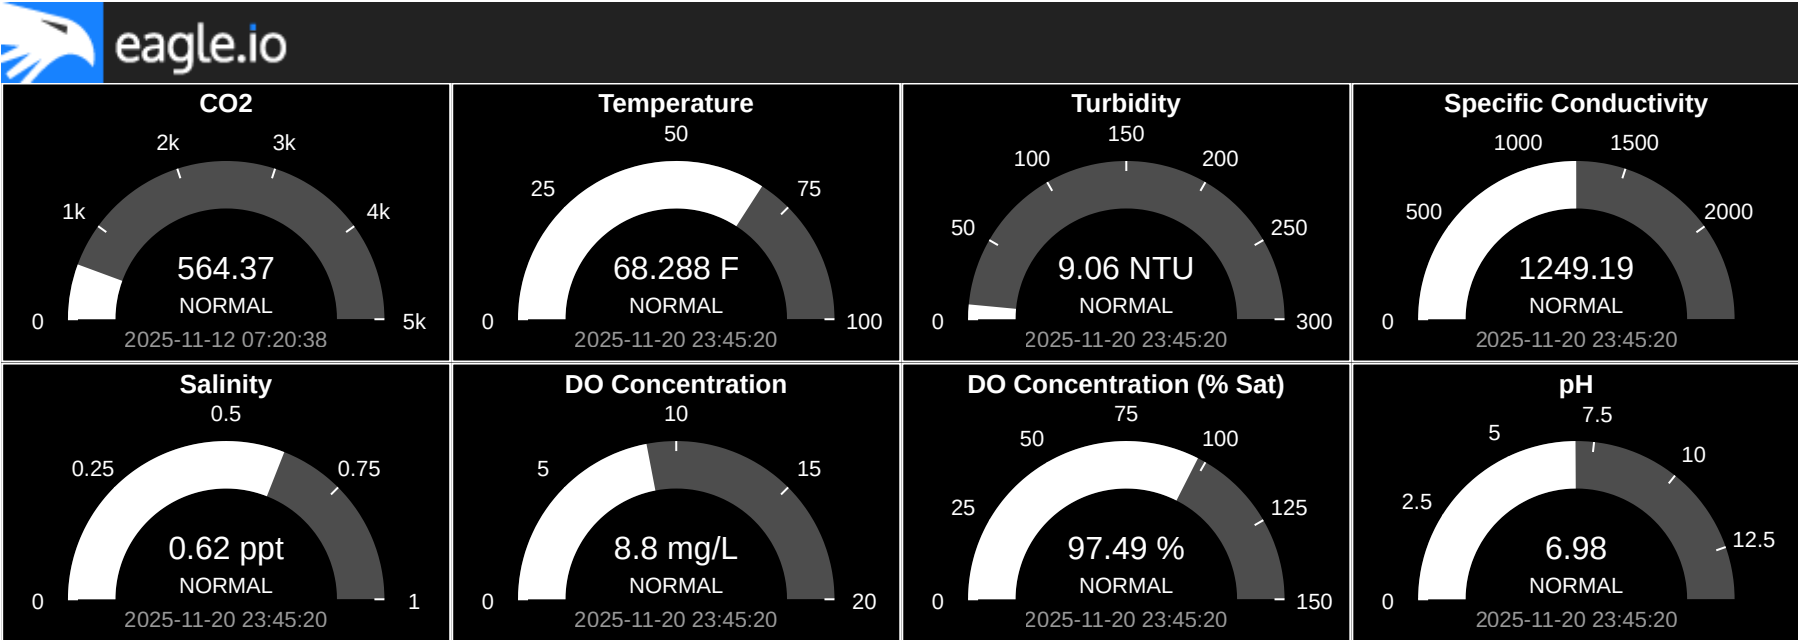 eagle.io
CO2
2k
3k
1k
4k
564.37
NORMAL
0
5k
2025-11-12 07:20:38
Temperature
50
25
75
68.288 F
NORMAL
0
100
2025-11-20 23:45:20
Turbidity
150
100
200
50
250
9.06 NTU
NORMAL
0
300
2025-11-20 23:45:20
Specific Conductivity
1000
1500
500
2000
1249.19
NORMAL
0
2025-11-20 23:45:20
Salinity
0.5
0.25
0.75
0.62 ppt
NORMAL
0
1
2025-11-20 23:45:20
DO Concentration
10
5
15
8.8 mg/L
NORMAL
0
20
2025-11-20 23:45:20
DO Concentration (% Sat)
75
50
100
25
125
97.49 %
NORMAL
0
150
2025-11-20 23:45:20
pH
7.5
5
10
2.5
12.5
6.98
NORMAL
0
2025-11-20 23:45:20